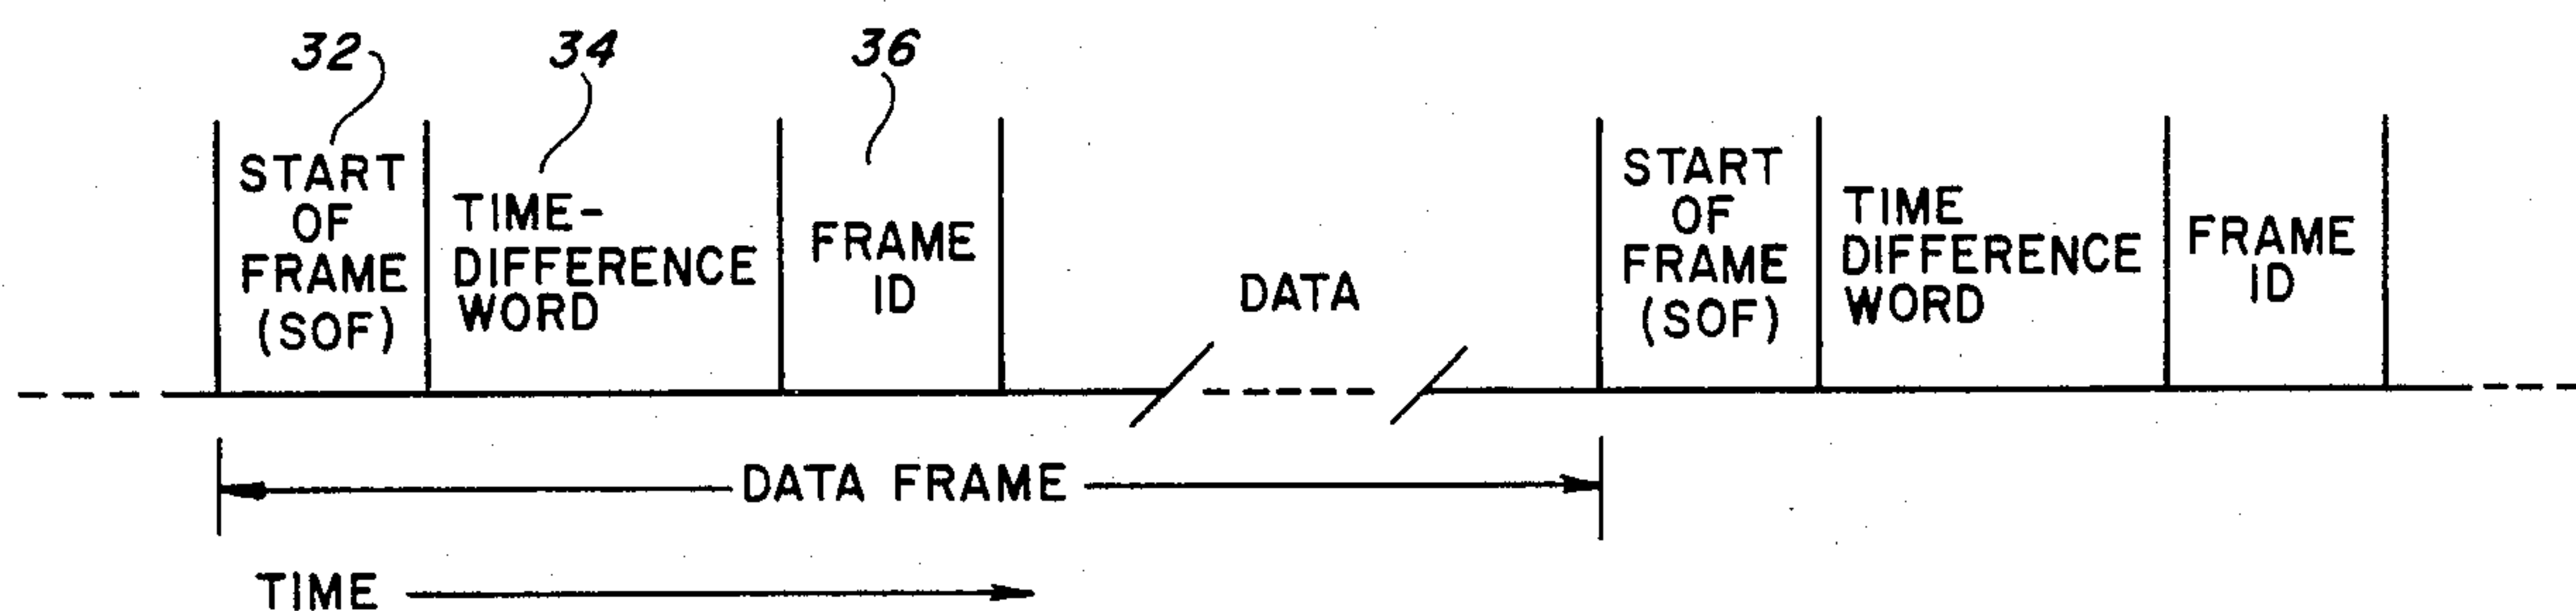 32
34
36
START
OF
FRAME
(SOF)
TIME-
DIFFERENCE
WORD
FRAME
ID
DATA
START
OF
FRAME
(SOF)
TIME
DIFFERENCE
WORD
FRAME
ID
DATA FRAME
TIME